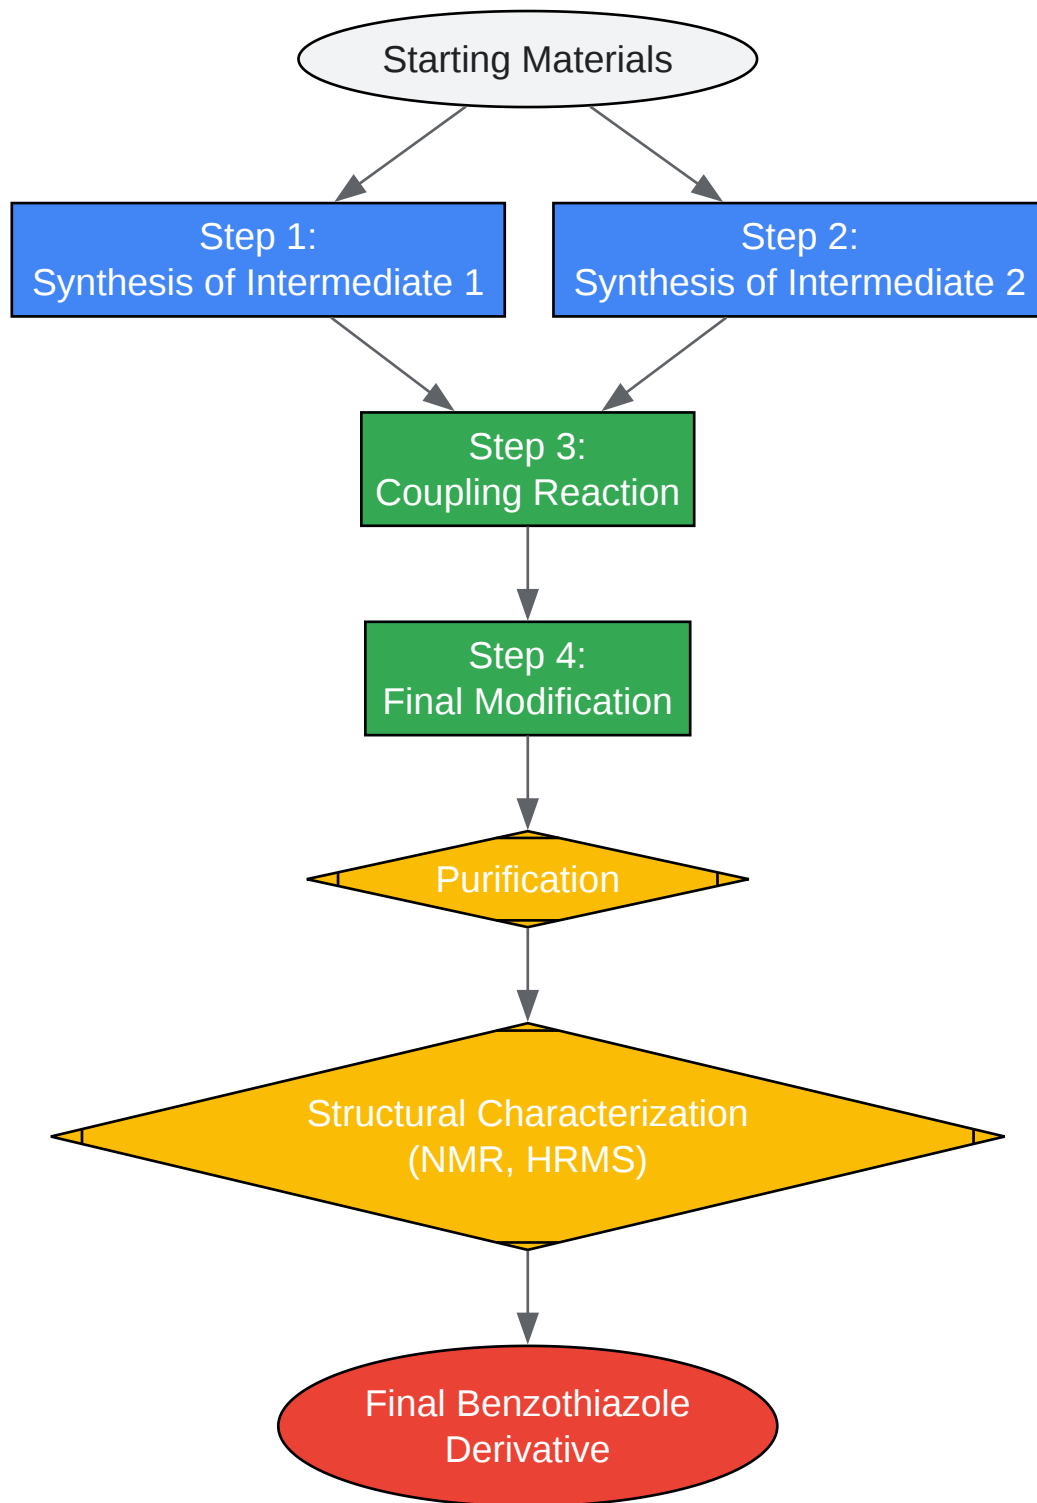 Starting Materials
Step 1:
Synthesis of Intermediate 1
Step 2:
Synthesis of Intermediate 2
Step 3:
Coupling Reaction
Step 4:
Final Modification
Purification
Structural Characterization
(NMR, HRMS)
Final Benzothiazole
Derivative